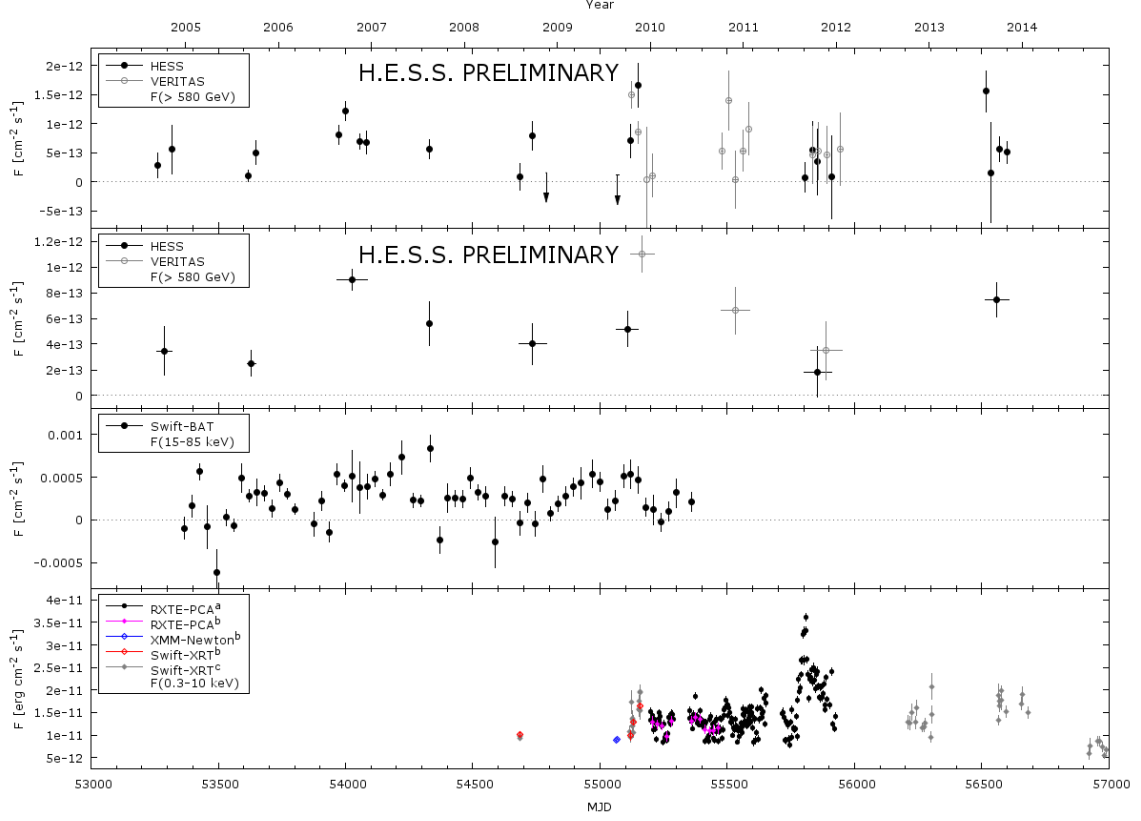 Year
2005 2006 2007 2008 2009 2010 2011 2012 2013 2014
H.E.S.S. PRELIMINARY
HESS
VERITAS
F(> 580 GeV)
F [cm-2 s-1]
2e-12
1.5e-12
1e-12
5e-13
0
-5e-13
H.E.S.S. PRELIMINARY
HESS
VERITAS
F(> 580 GeV)
F [cm-2 s-1]
1.2e-12
1e-12
8e-13
6e-13
4e-13
2e-13
0
Swift-BAT
F(15-85 keV)
F [cm-2 s-1]
0.001
0.0005
0
-0.0005
RXTE-PCAa
RXTE-PCAb
XMM-Newtonb
Swift-XRTb
Swift-XRTc
F(0.3-10 keV)
F [erg cm-2 s-1]
4e-11
3.5e-11
3e-11
2.5e-11
2e-11
1.5e-11
1e-11
5e-12
53000 53500 54000 54500 55000 55500 56000 56500 57000
MJD